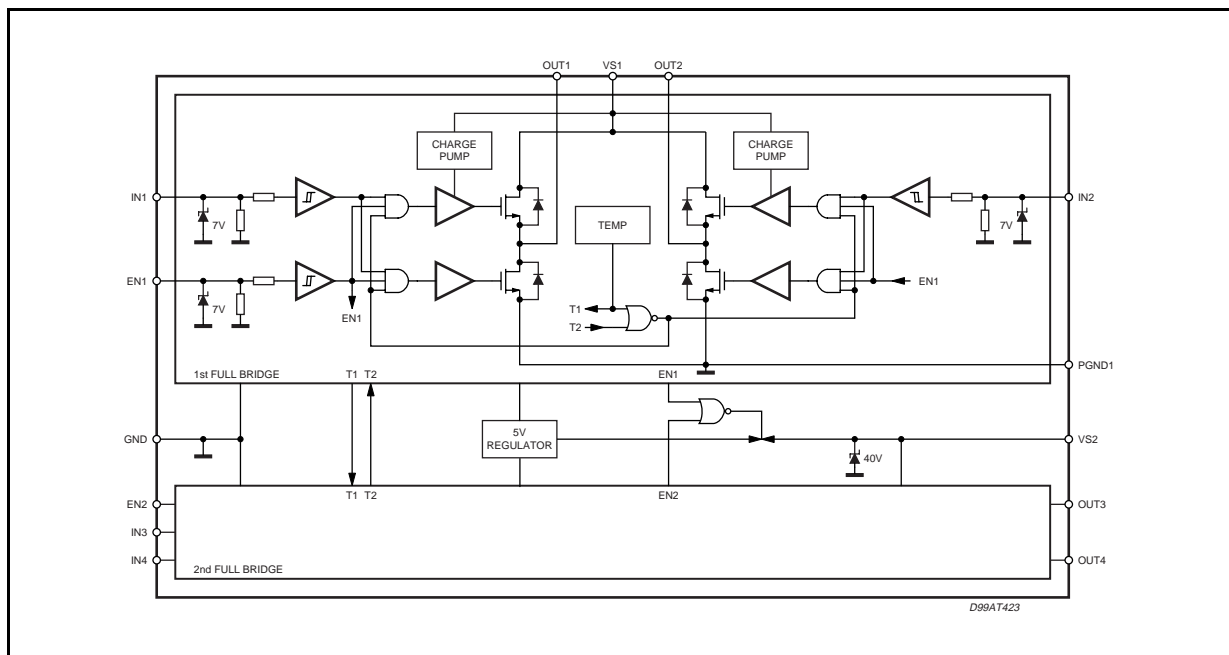 OUT1 VS1 OUT2
CHARGE
PUMP
CHARGE
PUMP
IN1
IN2
7V
TEMP
7V
EN1
EN1
7V
EN1
T1
T2
PGND1
1st FULL BRIDGE
T1 T2
EN1
GND
5V
REGULATOR
VS2
40V
EN2
T1 T2
EN2
OUT3
IN3
IN4
OUT4
2nd FULL BRIDGE
D99AT423